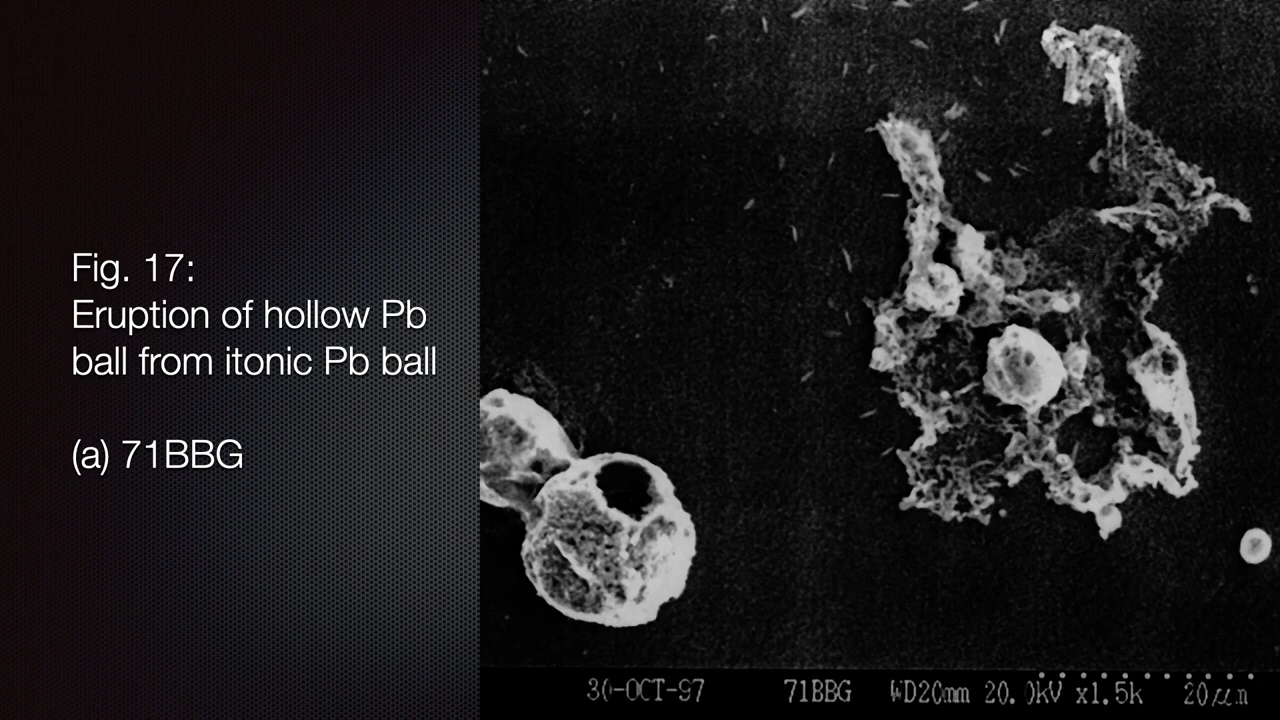 Fig. 17:
Eruption of hollow Pb
ball from itonic Pb ball
(a) 71BBG
30-OCT-97 71BBG WD20mm 20.0kV x1.5k 20μm